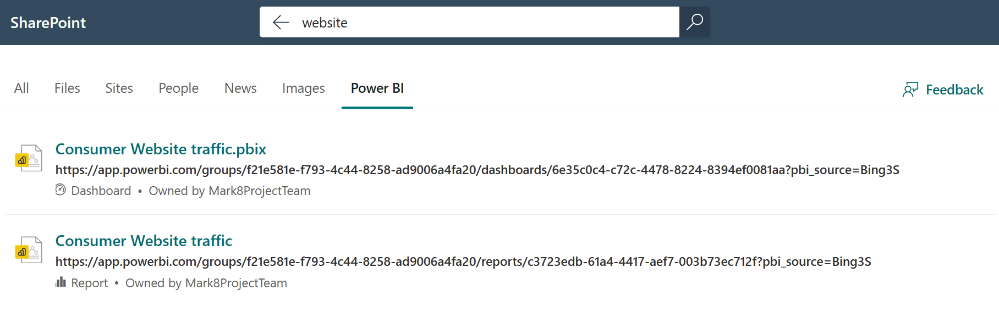 SharePoint
website
All Files Sites People News Images Power BI
Feedback
Consumer Website traffic.pbix
https://app.powerbi.com/groups/f21e581e-f793-4c44-8258-ad9006a4fa20/dashboards/6e35c0c4-c72c-4478-8224-8394ef0081aa?pbi_source=Bing3S
Dashboard • Owned by Mark8ProjectTeam
Consumer Website traffic
https://app.powerbi.com/groups/f21e581e-f793-4c44-8258-ad9006a4fa20/reports/c3723edb-61a4-4417-aef7-003b73ec712f?pbi_source=Bing3S
Report • Owned by Mark8ProjectTeam